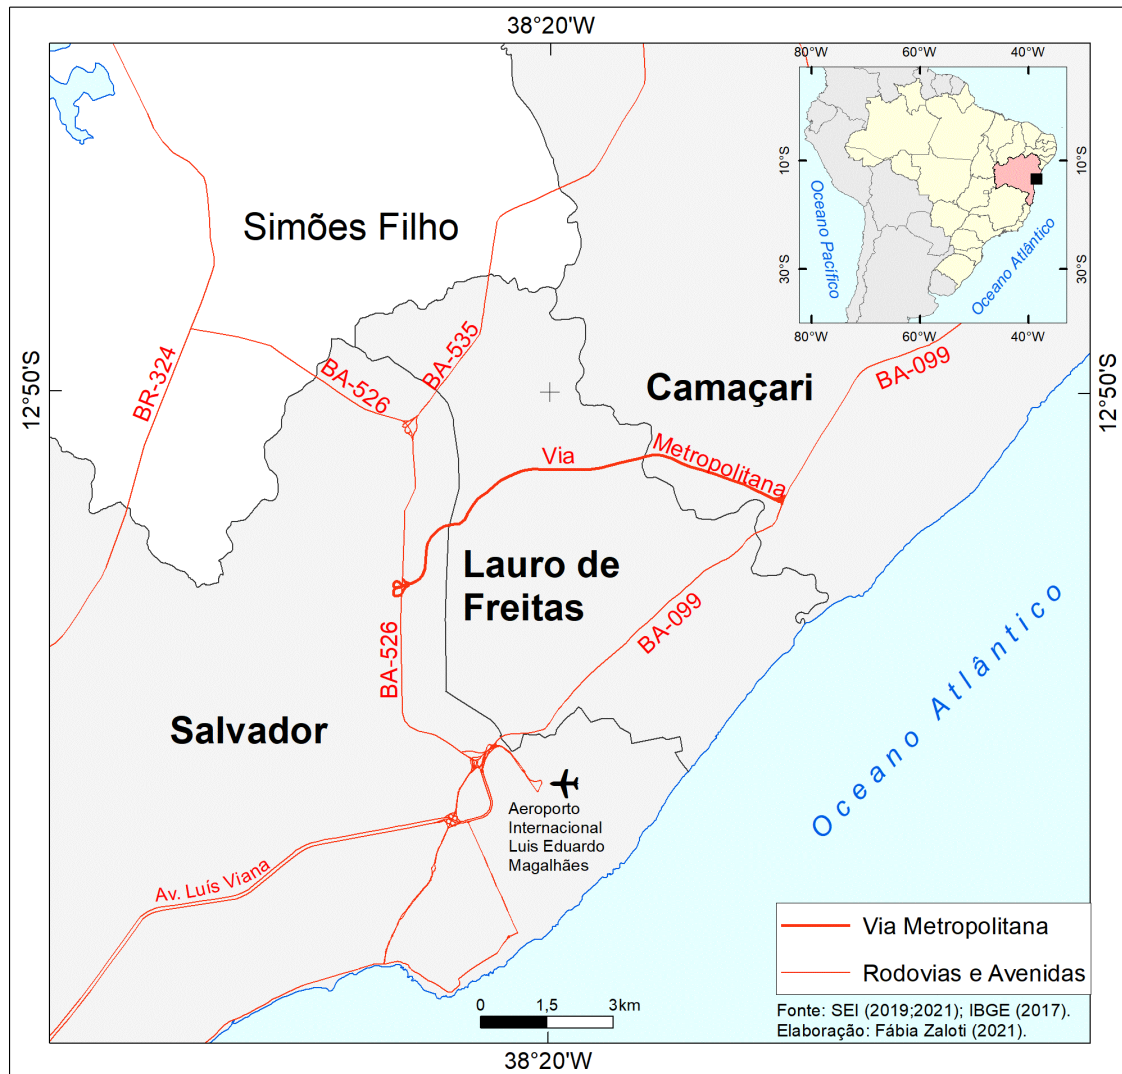 38°20'W
80°W
60°W
40°W
10°S
10°S
Oceano Pacífico
30°S
30°S
Oceano Atlântico
80°W
60°W
40°W
Simões Filho
BR-324
BA-526
BA-535
BA-099
12°50'S
12°50'S
Camaçari
Via
Metropolitana
Lauro de
Freitas
BA-099
BA-526
Salvador
Oceano Atlântico
Aeroporto
Internacional
Luis Eduardo
Magalhães
Av. Luís Viana
Via Metropolitana
Rodovias e Avenidas
0 1,5 3km
Fonte: SEI (2019;2021); IBGE (2017).
Elaboração: Fábia Zaloti (2021).
38°20'W